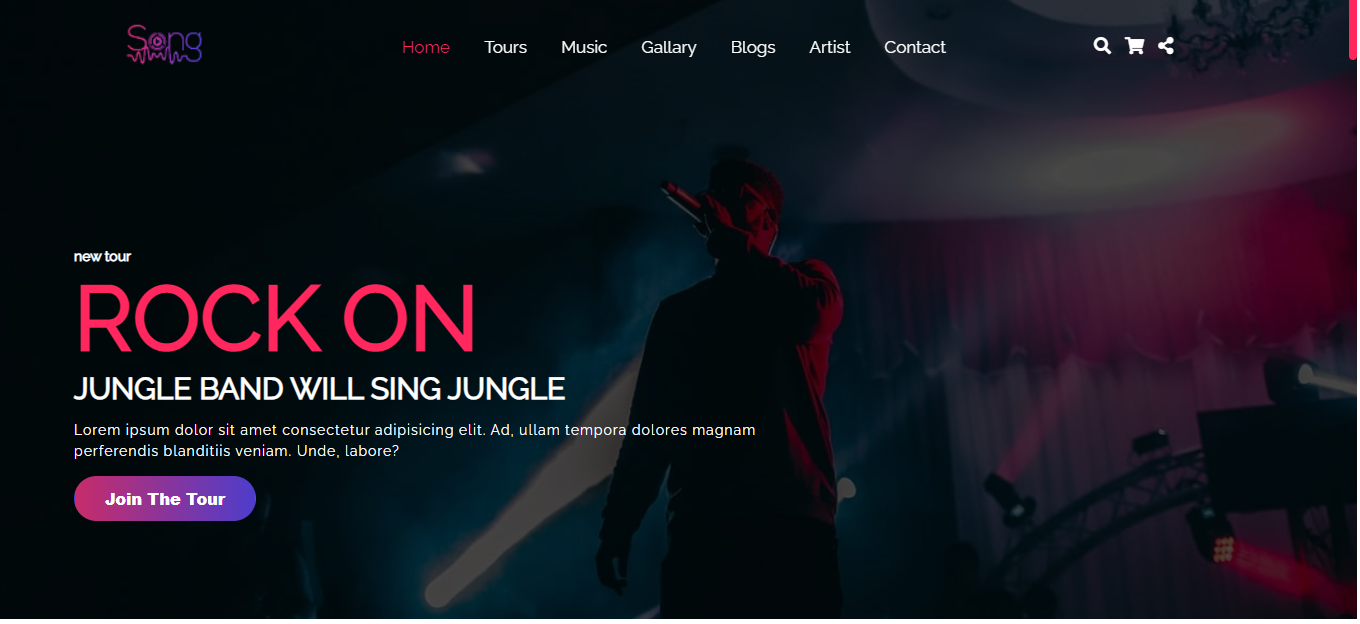 Song
Home Tours Music Gallary Blogs Artist Contact
new tour
ROCK ON
JUNGLE BAND WILL SING JUNGLE
Lorem ipsum dolor sit amet consectetur adipisicing elit. Ad, ullam tempora dolores magnam
perferendis blanditiis veniam. Unde, labore?
Join The Tour